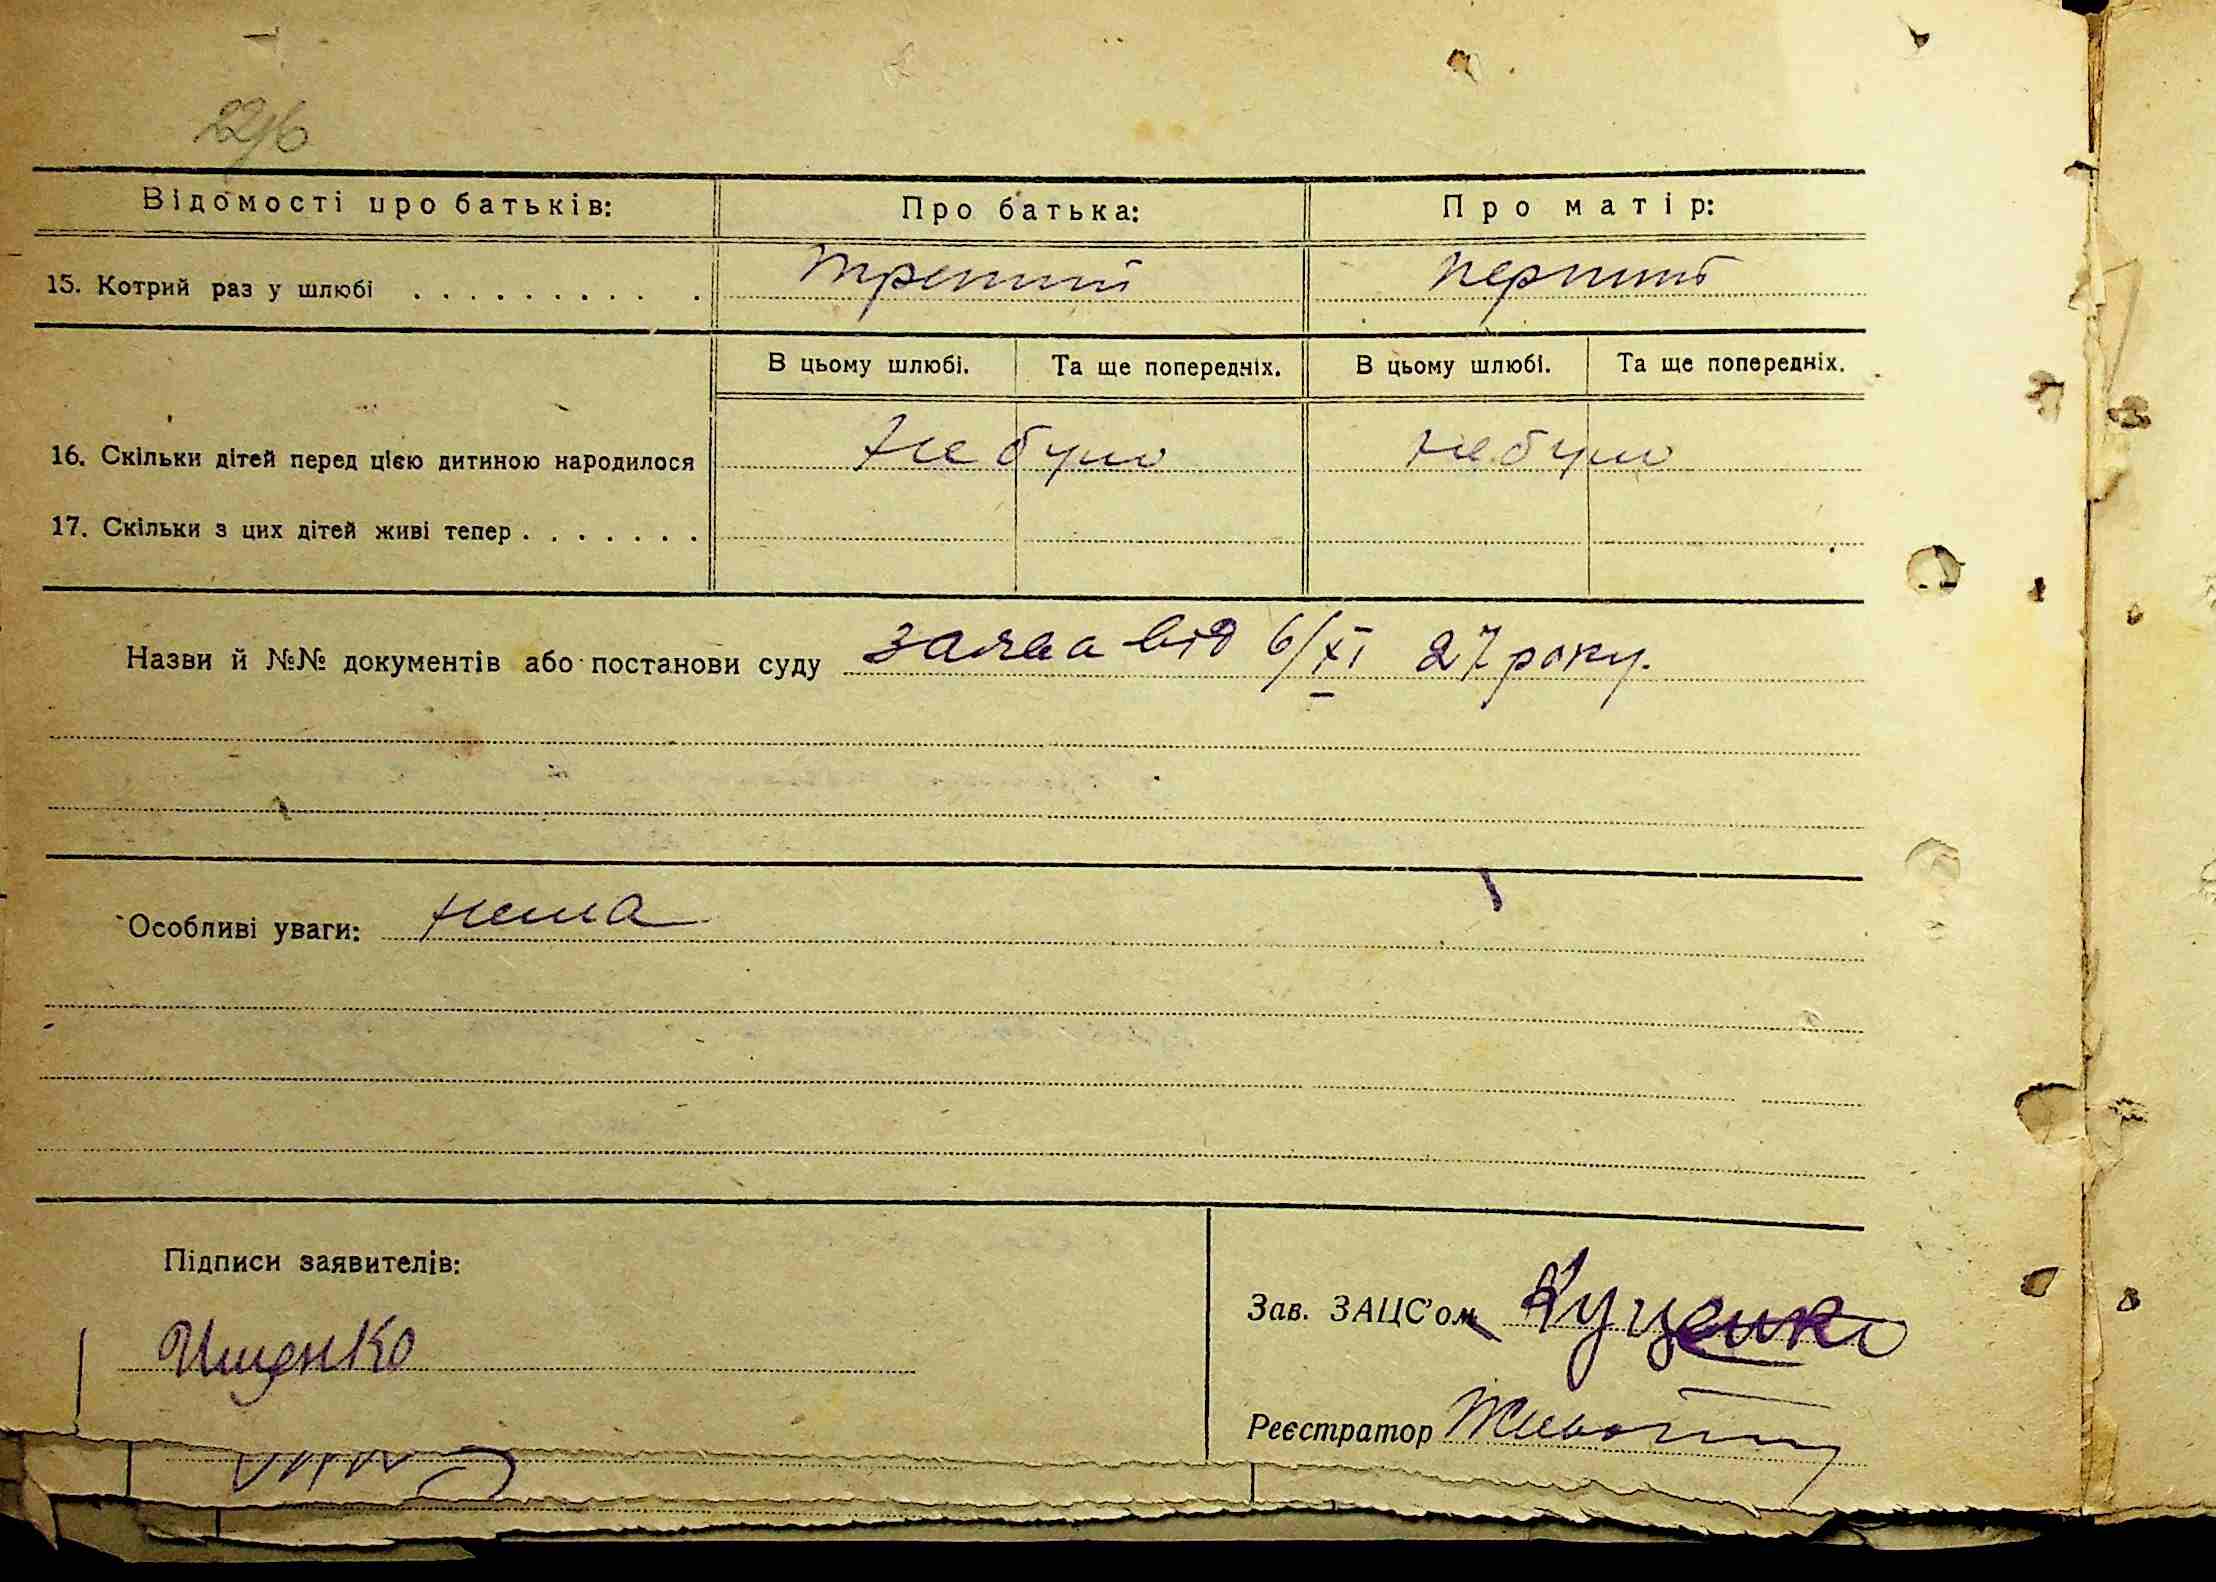 Відомості про батьків: Про батька: Про матір:
15. Котрий раз у шлюбі . . . . . . . . . . третий первий
В цьому шлюбі. Та ще попередніх. В цьому шлюбі. Та ще попередніх.
16. Скільки дітей перед цією дитиною народилося не було не було
17. Скільки з цих дітей живі тепер . . . . . . .
Назви й №№ документів або постанови суду заява від 6/XI 27 року.
Особливі уваги: нема
Підписи заявителів:
Зав. ЗАЦС'ом Куценко
Ищенко
Реєстратор